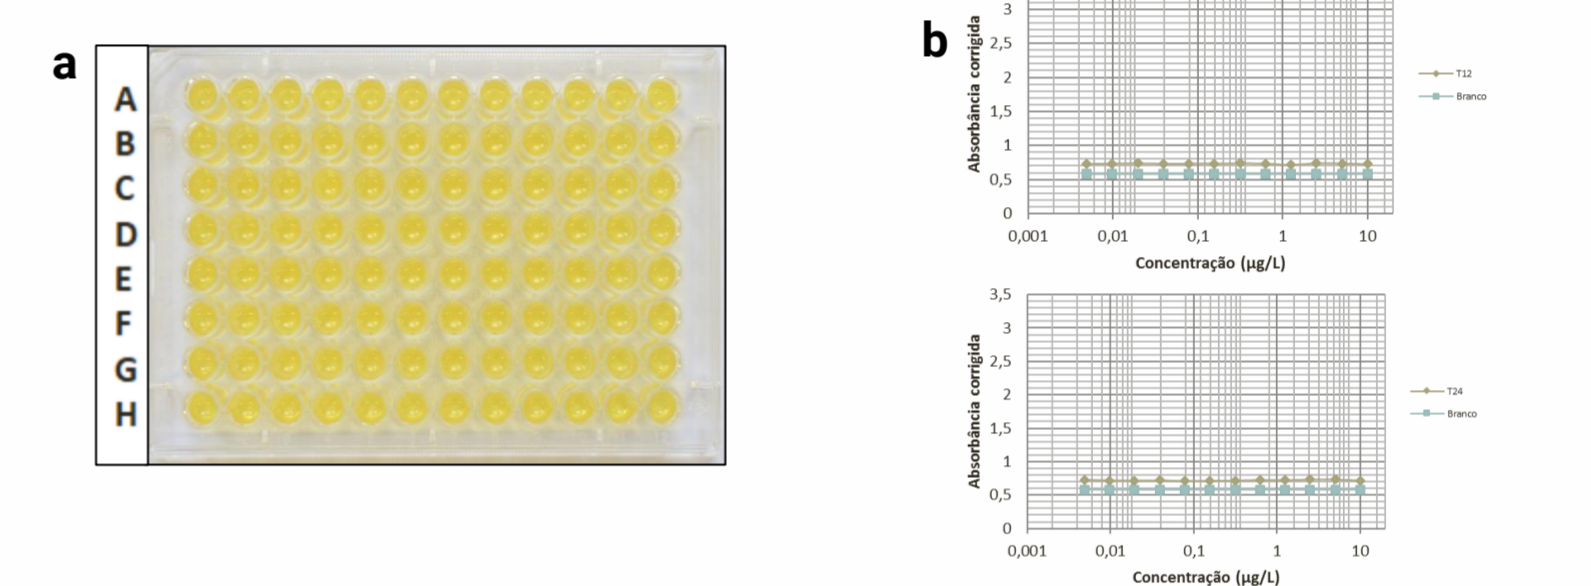 a
A
B
C
D
E
F
G
H
b
Absorbância corrigida
3
2,5
2
1,5
1
0,5
0
0,001
0,01
0,1
1
10
Concentração (µg/L)
T12
Branco
Absorbância corrigida
3,5
3
2,5
2
1,5
1
0,5
0
0,001
0,01
0,1
1
10
Concentração (µg/L)
T24
Branco